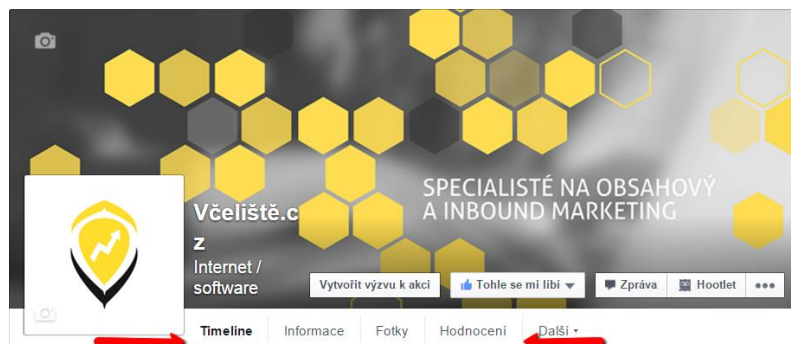 SPECIALISTÉ NA OBSAHOVÝ
A INBOUND MARKETING
Včeliště.c
z
Internet /
software
Vytvořit výzvu k akci Tohle se mi libí Zpráva Hootlet
Timeline Informace Fotky Hodnocení Další